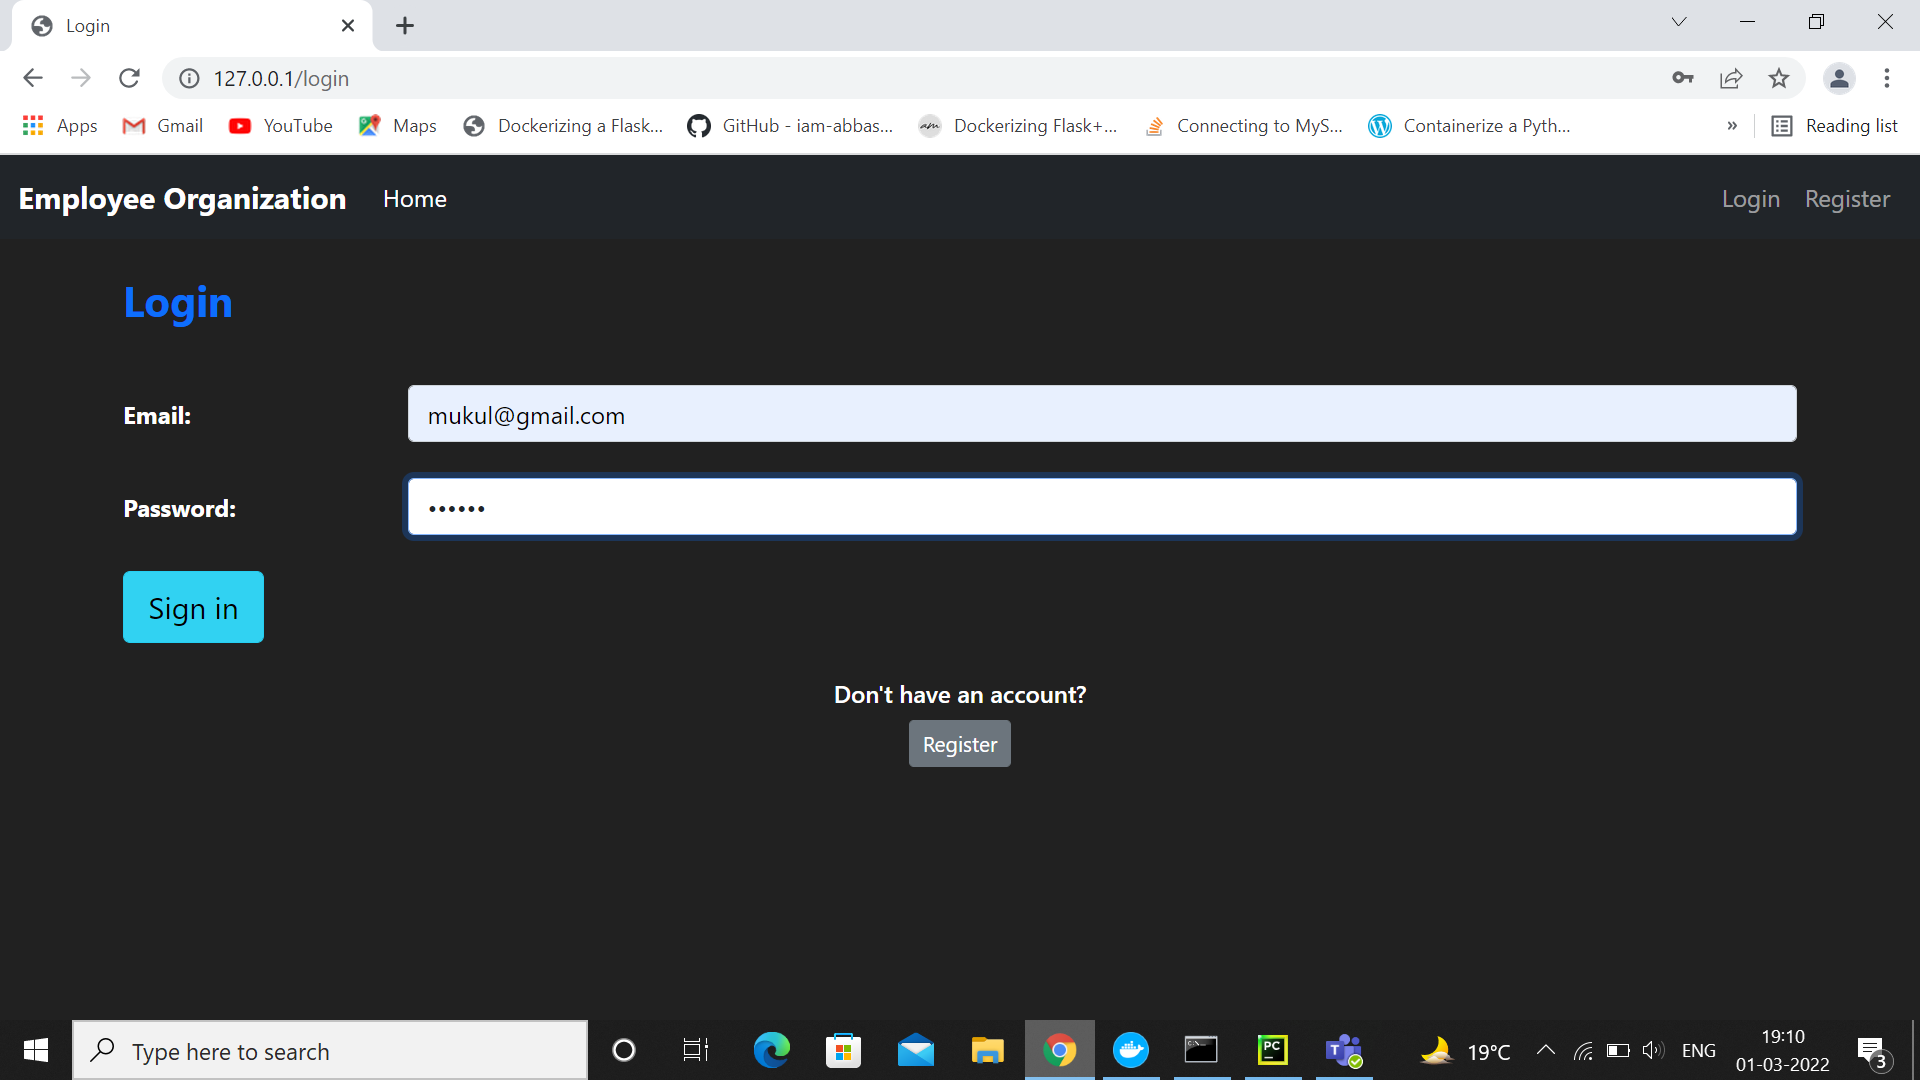 Login
127.0.0.1/login
Apps Gmail YouTube Maps Dockerizing a Flask... GitHub - iam-abbas... am Dockerizing Flask+... Connecting to MyS... Containerize a Pyth... » Reading list
Employee Organization Home Login Register
Login
Email: mukul@gmail.com
Password: ••••••
Sign in
Don't have an account?
Register
Type here to search
PC
T
19°C
ENG
19:10
01-03-2022
3